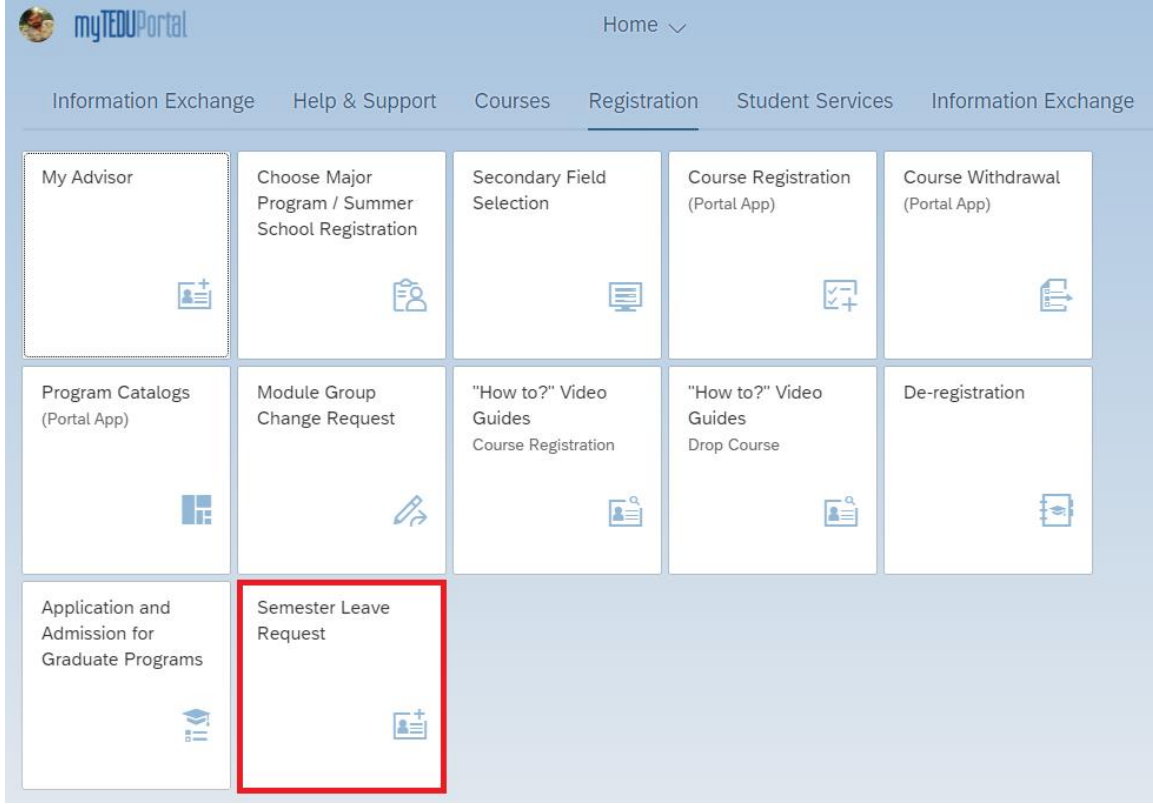 myTEDUPortal
Home
Information Exchange Help & Support Courses Registration Student Services Information Exchange
My Advisor
Choose Major
Program / Summer
School Registration
Secondary Field
Selection
Course Registration
(Portal App)
Course Withdrawal
(Portal App)
Program Catalogs
(Portal App)
Module Group
Change Request
"How to?" Video
Guides
Course Registration
"How to?" Video
Guides
Drop Course
De-registration
Application and
Admission for
Graduate Programs
Semester Leave
Request